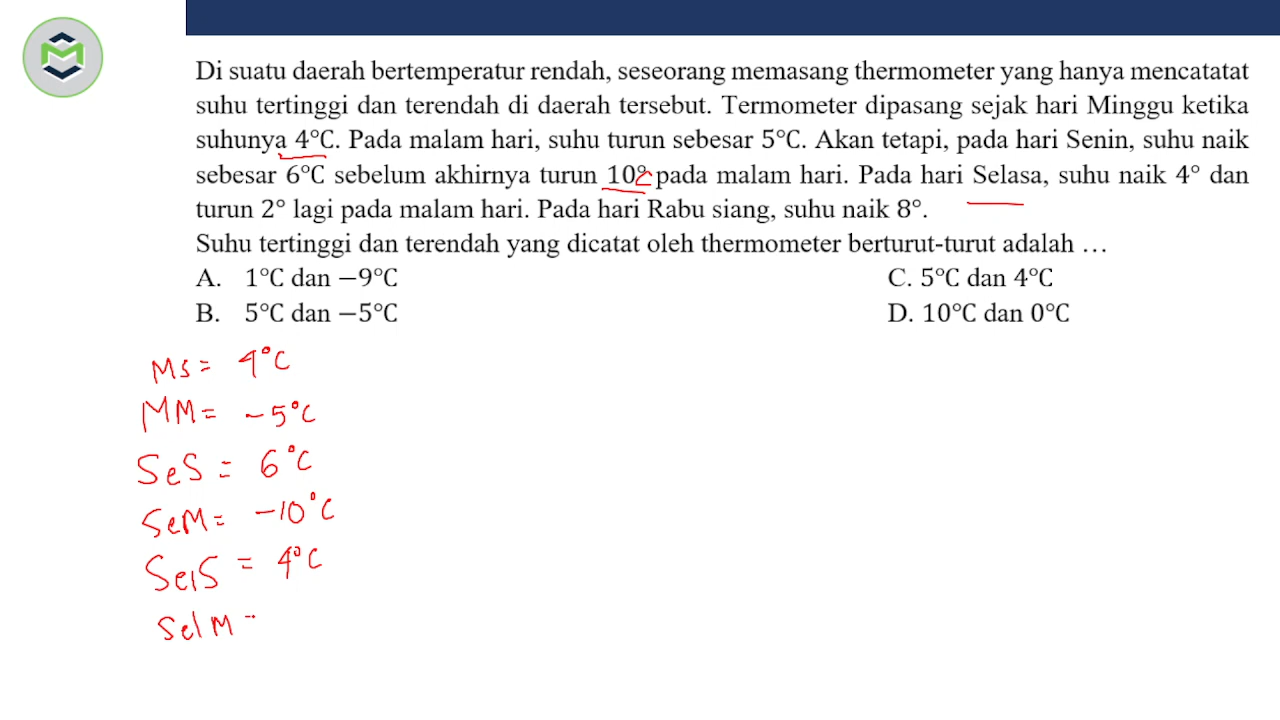 Di suatu daerah bertemperatur rendah, seseorang memasang thermometer yang hanya mencatatat
suhu tertinggi dan terendah di daerah tersebut. Termometer dipasang sejak hari Minggu ketika
suhunya 4°C. Pada malam hari, suhu turun sebesar 5°C. Akan tetapi, pada hari Senin, suhu naik
sebesar 6°C sebelum akhirnya turun 10°C pada malam hari. Pada hari Selasa, suhu naik 4° dan
turun 2° lagi pada malam hari. Pada hari Rabu siang, suhu naik 8°.
Suhu tertinggi dan terendah yang dicatat oleh thermometer berturut-turut adalah …
A. 1°C dan −9°C C. 5°C dan 4°C
B. 5°C dan −5°C D. 10°C dan 0°C
MS = 4°C
MM = -5°C
SeS = 6°C
SeM = -10°C
SelS = 4°C
SelM =